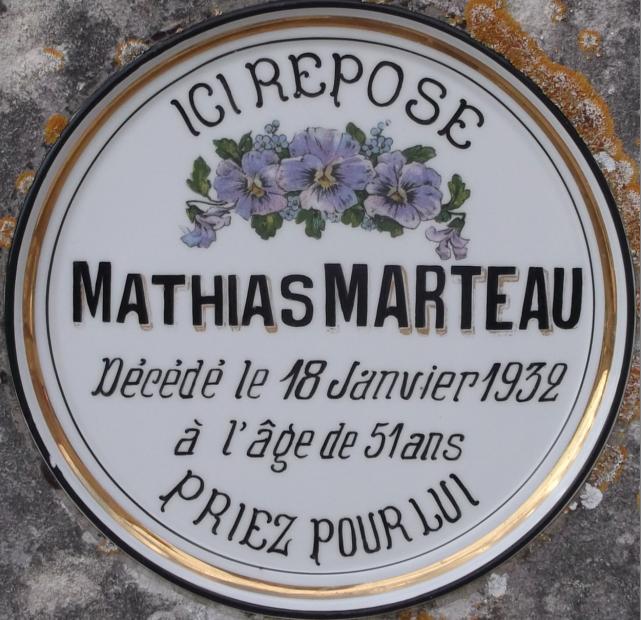 ICI REPOSE
MATHIAS MARTEAU
Décédé le 18 Janvier 1932
à l'âge de 51 ans
PRIEZ POUR LUI